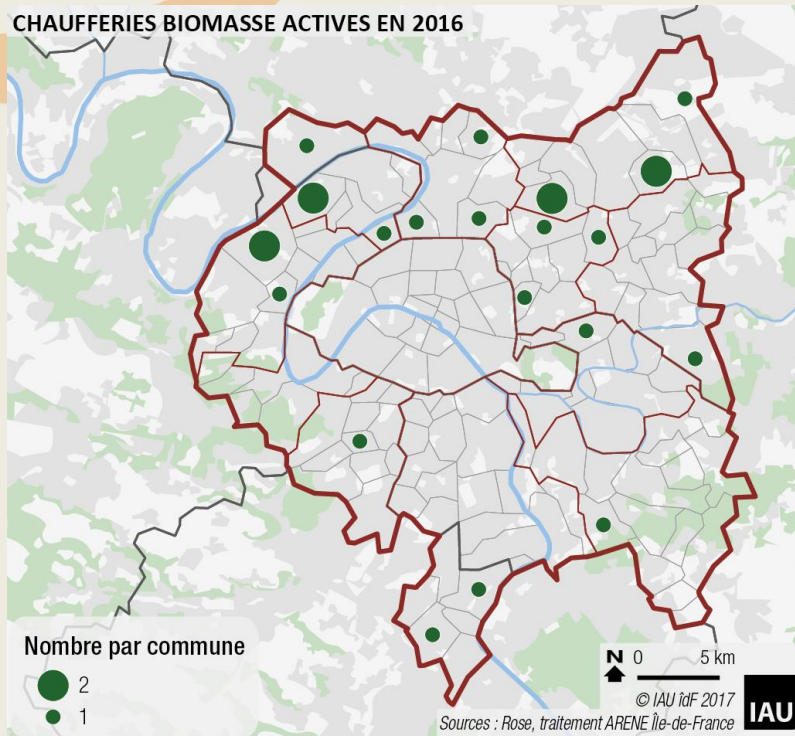 CHAUFFERIES BIOMASSE ACTIVES EN 2016
Nombre par commune
2
1
N 0 5 km
© IAU îdF 2017
Sources : Rose, traitement ARENE Île-de-France
IAU